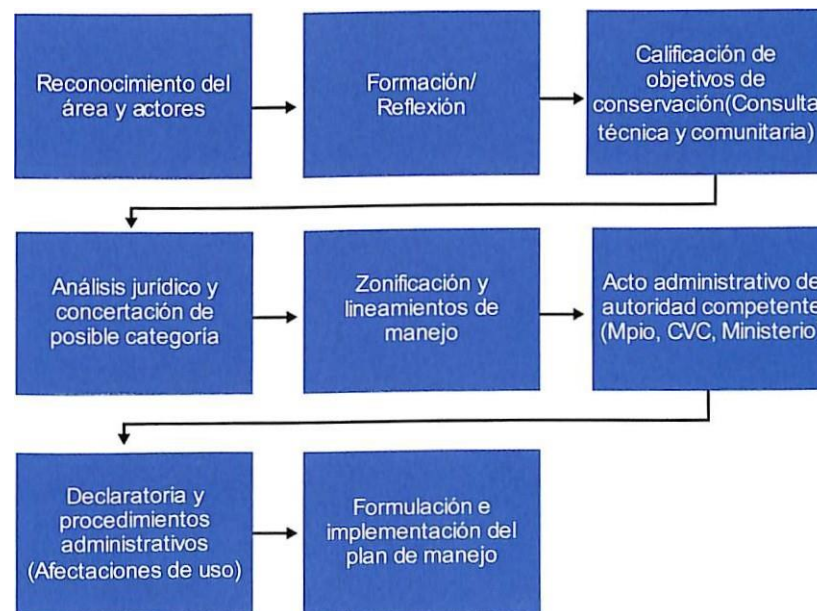 Reconocimiento del
área y actores
Formación/
Reflexión
Calificación de
objetivos de
conservación(Consulta
técnica y comunitaria)
Análisis jurídico y
concertación de
posible categoría
Zonificación y
lineamientos de
manejo
Acto administrativo de
autoridad competente
(Mpio, CVC, Ministerio
Declaratoria y
procedimientos
administrativos
(Afectaciones de uso)
Formulación e
implementación del
plan de manejo